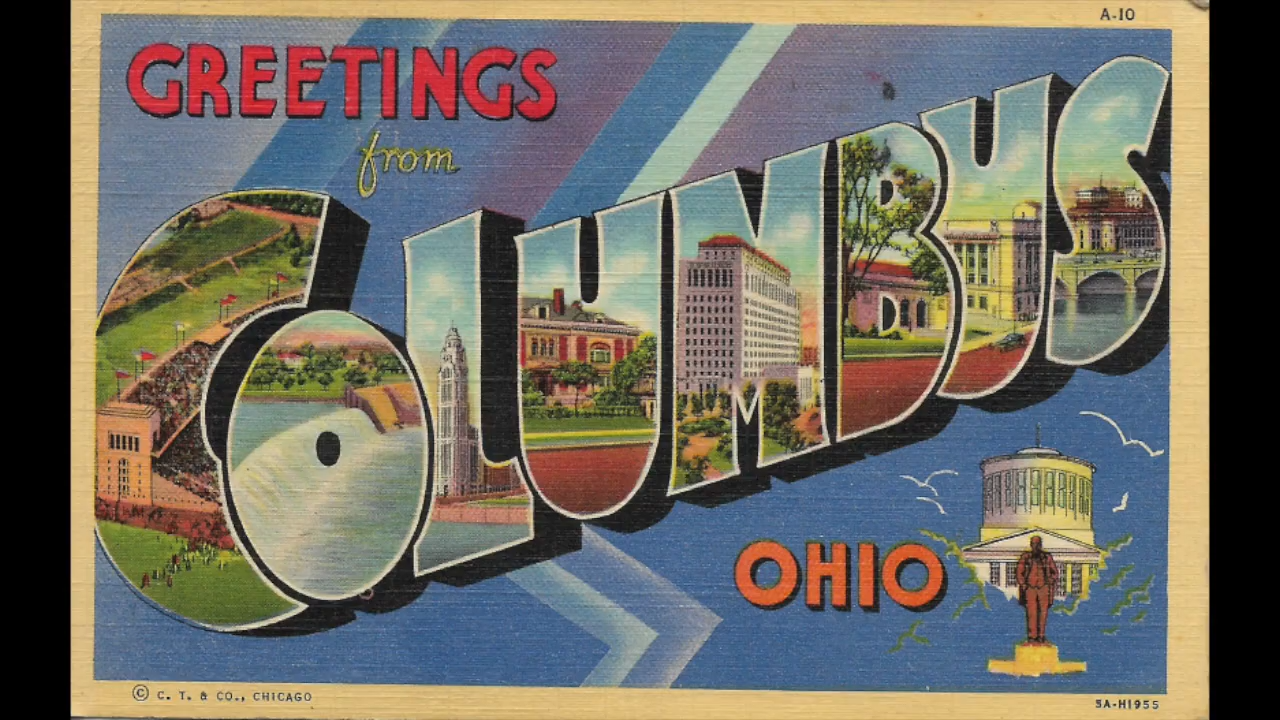 A-10
GREETINGS
from
COLUMBUS
OHIO
© C. T. & CO., CHICAGO
5A-H1955